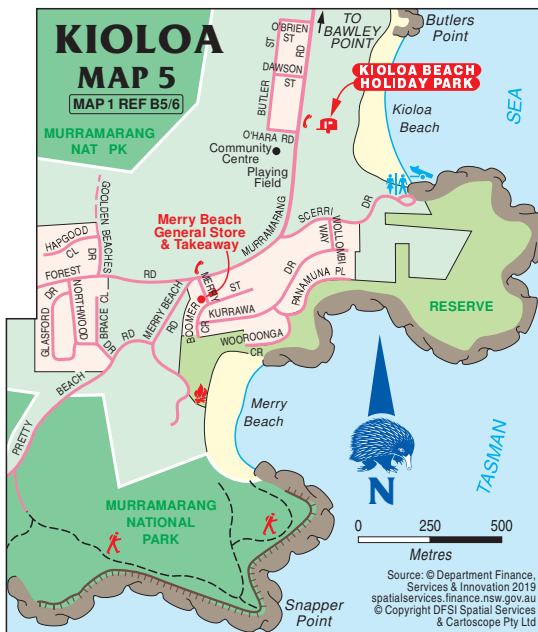 KIOLOA
MAP 5
MAP 1 REF B5/6
MURRAMARANG
NAT PK
TO
BAWLEY
POINT
Butlers
Point
O'BRIEN
ST
ST
RD
DAWSON
ST
BUTLER
KIOLOA BEACH
HOLIDAY PARK
Kioloa
Beach
SEA
O'HARA RD
Community
Centre
Playing
Field
MURRAMARANG
SCERRI DR
WOLLOMBI
WAY
Merry Beach
General Store
& Takeaway
GOOLDEN BEACHES
DR
HAPGOOD
CL
FOREST RD
DR
GLASFORD
NORTHWOOD
BRACE CL
DR
RD
MERRY BEACH
RD
MERRY
ST
BOOMER
CR
KURRAWA
DR
PANAMUNA PL
WOOROONGA
CR
RESERVE
PRETTY BEACH
Merry
Beach
N
TASMAN
MURRAMARANG
NATIONAL
PARK
Snapper
Point
0 250 500
Metres
Source: © Department Finance,
Services & Innovation 2019
spatialservices.finance.nsw.gov.au
© Copyright DFSI Spatial Services
& Cartoscope Pty Ltd